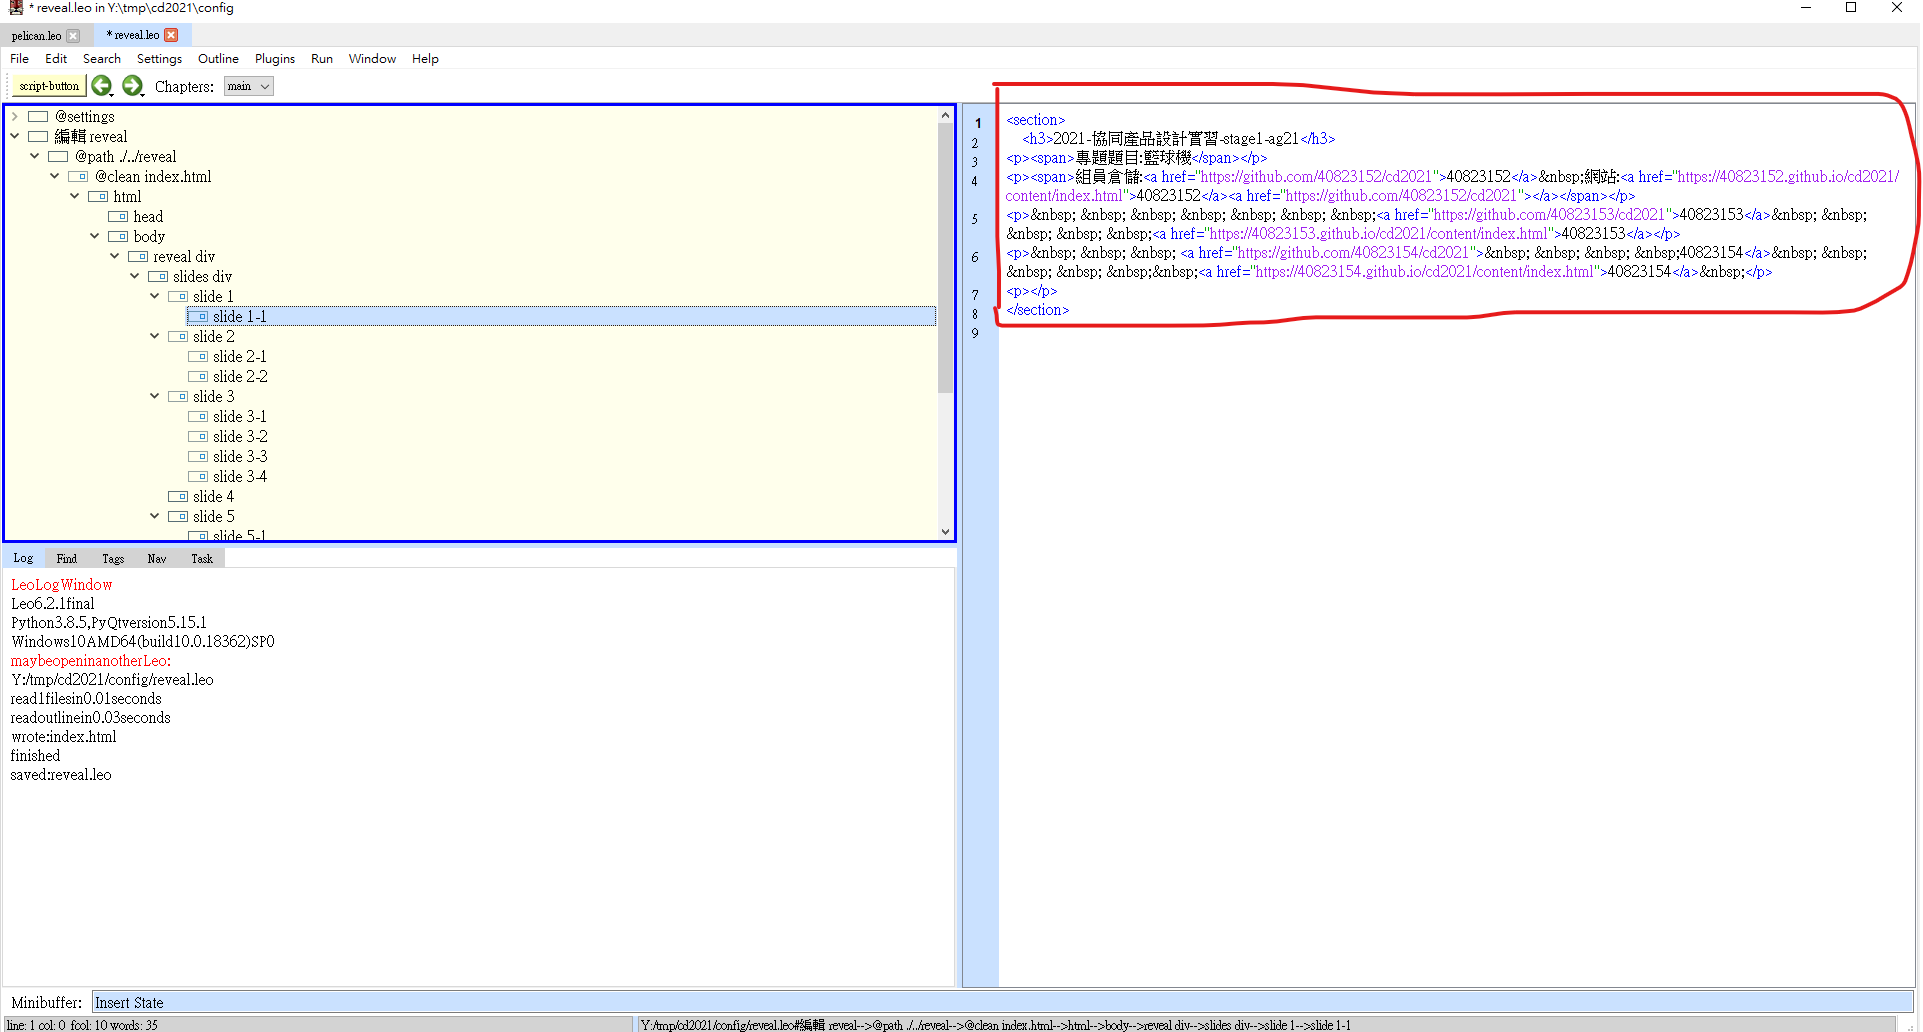 * reveal.leo in Y:\tmp\cd2021\config
pelican.leo
* reveal.leo
File Edit Search Settings Outline Plugins Run Window Help
script-button Chapters: main
@settings
編輯 reveal
@path ./../reveal
@clean index.html
html
head
body
reveal div
slides div
slide 1
slide 1-1
slide 2
slide 2-1
slide 2-2
slide 3
slide 3-1
slide 3-2
slide 3-3
slide 3-4
slide 4
slide 5
slide 5-1
Log Find Tags Nav Task
LeoLogWindow
Leo6.2.1final
Python3.8.5,PyQtversion5.15.1
Windows10AMD64(build10.0.18362)SP0
maybeopeninanotherLeo:
Y:/tmp/cd2021/config/reveal.leo
read1filesin0.01seconds
readoutlinein0.03seconds
wrote:index.html
finished
saved:reveal.leo
1 <section>
2 <h3>2021-協同產品設計實習-stage1-ag21</h3>
3 <p><span>專題題目:籃球機</span></p>
4 <p><span>組員倉儲:<a href="https://github.com/40823152/cd2021">40823152</a>&nbsp;網站:<a href="https://40823152.github.io/cd2021/
content/index.html">40823152</a><a href="https://github.com/40823152/cd2021"></a></span></p>
5 <p>&nbsp; &nbsp; &nbsp; &nbsp; &nbsp; &nbsp; &nbsp;<a href="https://github.com/40823153/cd2021">40823153</a>&nbsp; &nbsp;
&nbsp; &nbsp; &nbsp;<a href="https://40823153.github.io/cd2021/content/index.html">40823153</a></p>
6 <p>&nbsp; &nbsp; &nbsp; <a href="https://github.com/40823154/cd2021">&nbsp; &nbsp; &nbsp; &nbsp;40823154</a>&nbsp; &nbsp;
&nbsp; &nbsp; &nbsp;&nbsp;<a href="https://40823154.github.io/cd2021/content/index.html">40823154</a>&nbsp;</p>
7 <p></p>
8 </section>
9
Minibuffer: Insert State
line: 1 col: 0 fcol: 10 words: 35
Y:/tmp/cd2021/config/reveal.leo#編輯 reveal-->@path ./../reveal-->@clean index.html-->html-->body-->reveal div-->slides div-->slide 1-->slide 1-1